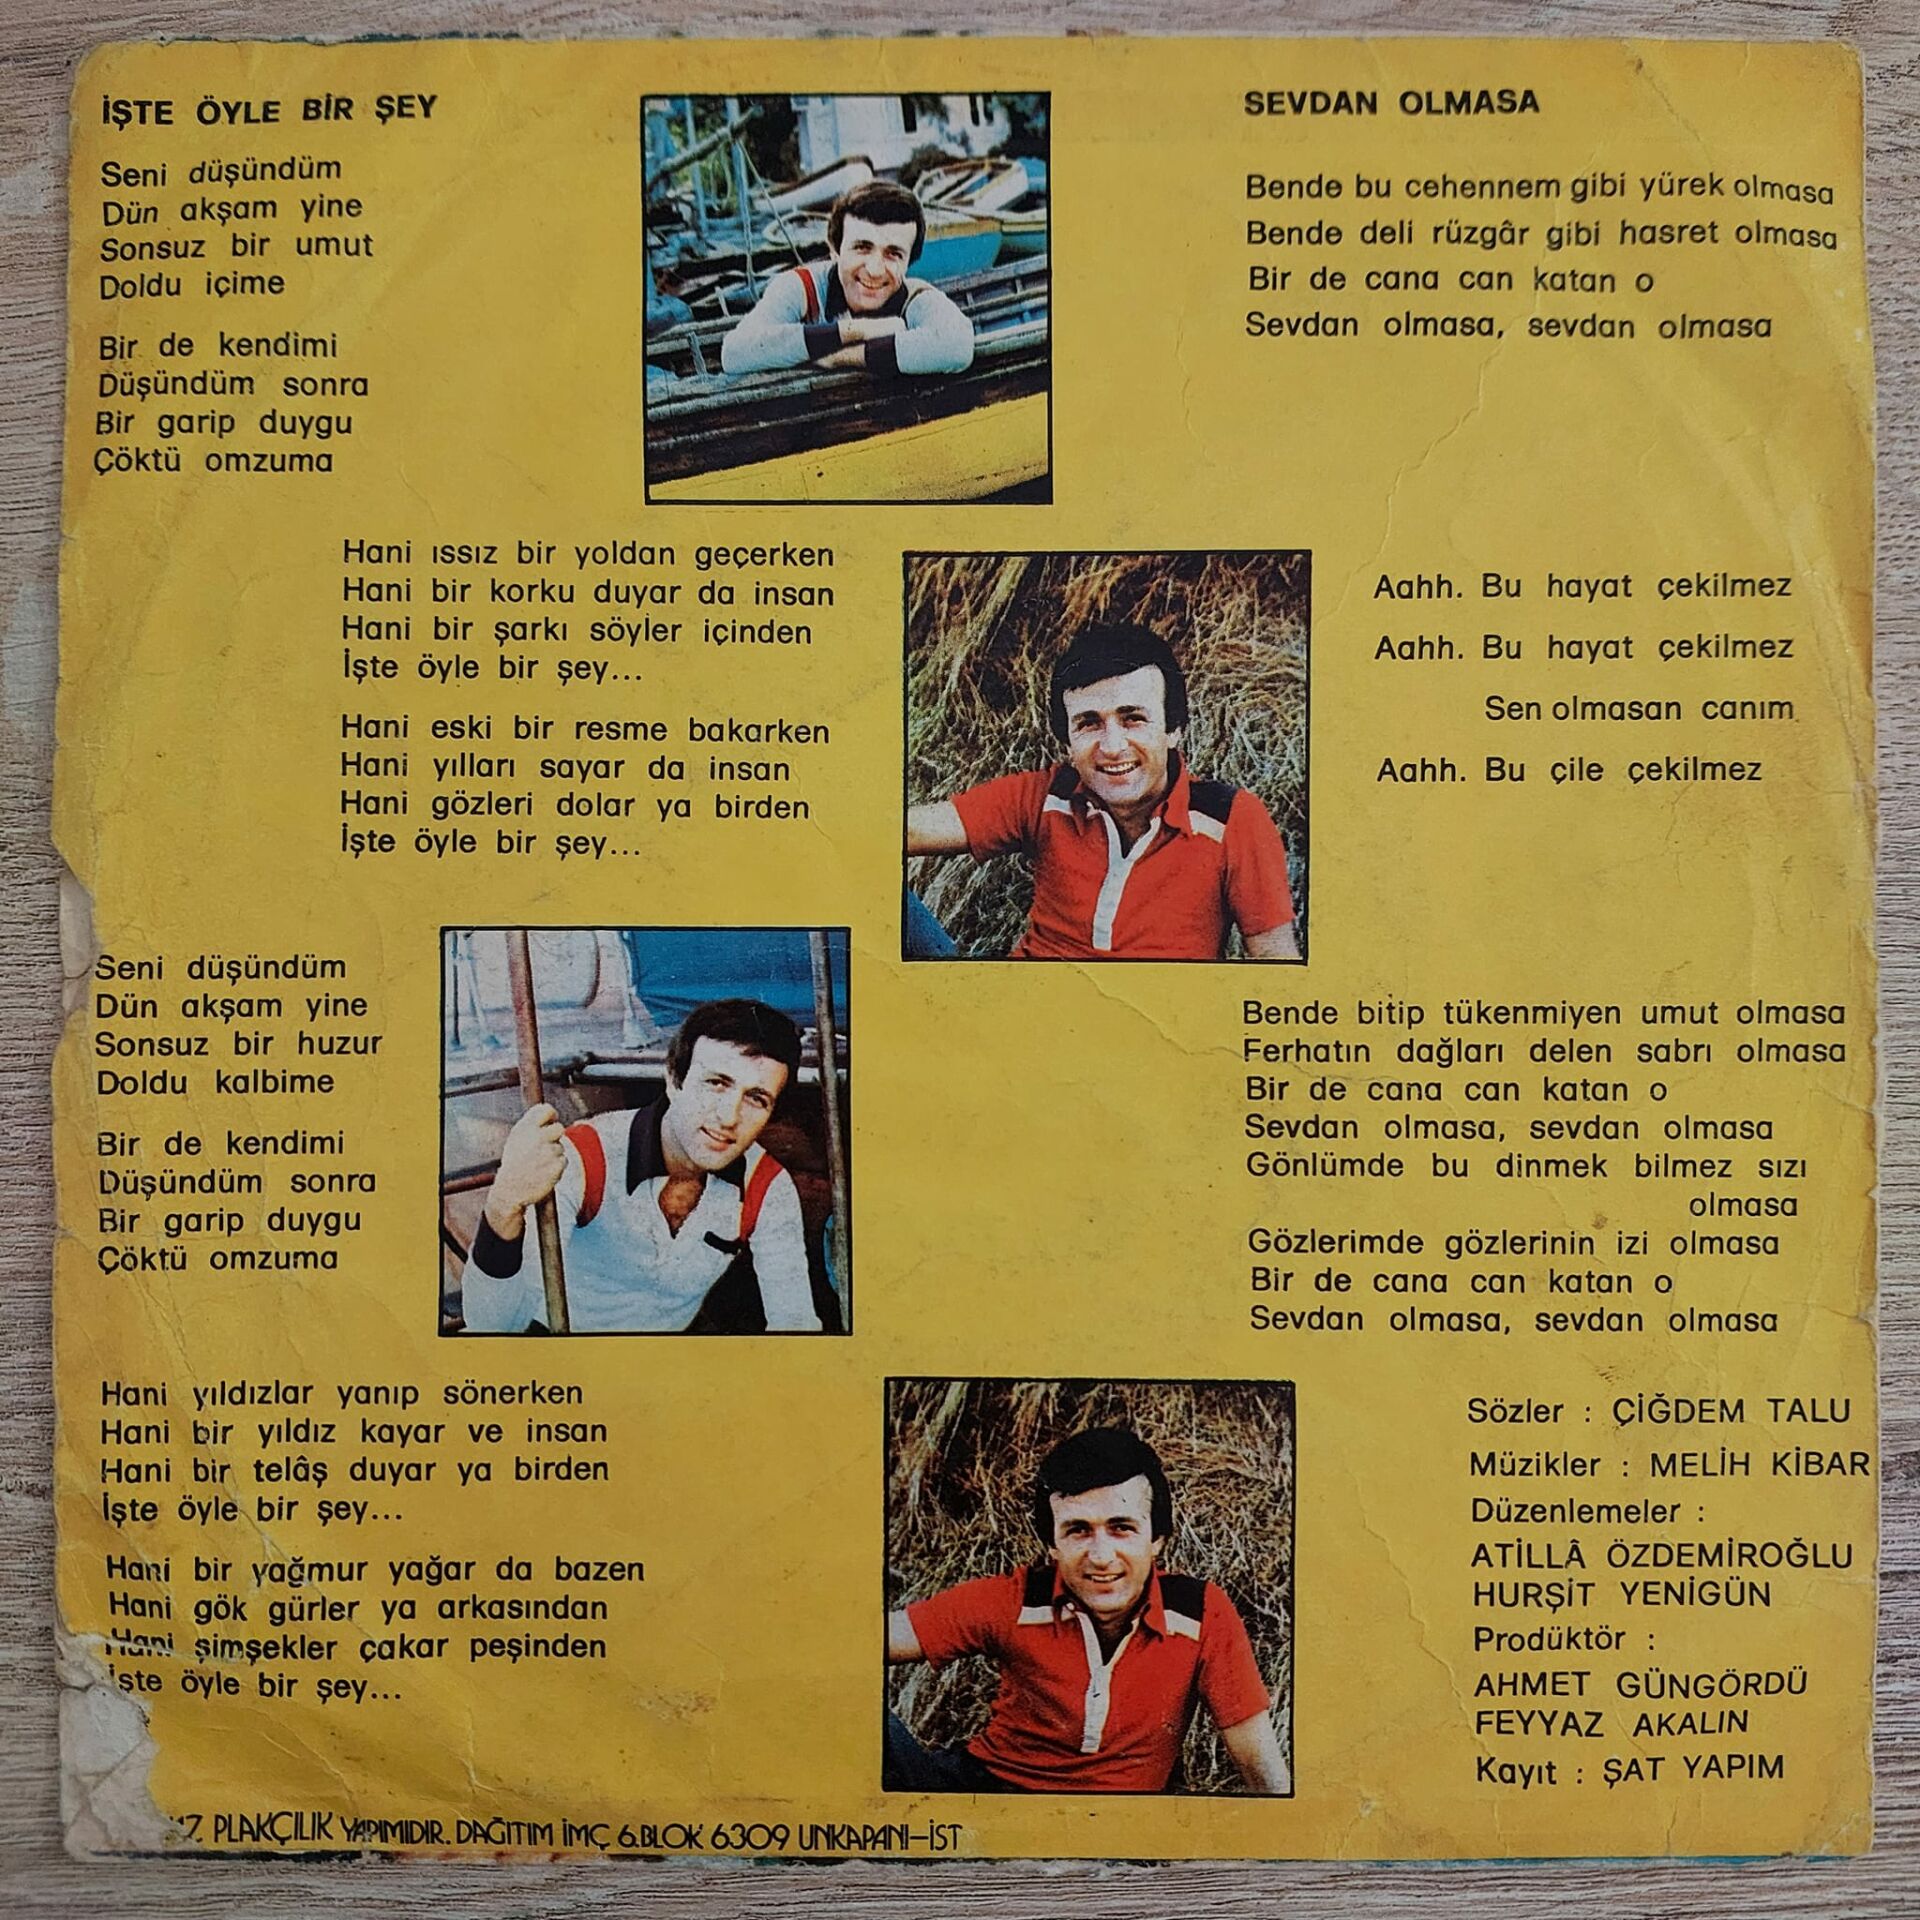 İŞTE ÖYLE BİR ŞEY
Seni düşündüm
Dün akşam yine
Sonsuz bir umut
Doldu içime
Bir de kendimi
Düşündüm sonra
Bir garip duygu
Çöktü omzuma
Hani ıssız bir yoldan geçerken
Hani bir korku duyar da insan
Hani bir şarkı söyler içinden
İşte öyle bir şey...
Hani eski bir resme bakarken
Hani yılları sayar da insan
Hani gözleri dolar ya birden
İşte öyle bir şey...
Seni düşündüm
Dün akşam yine
Sonsuz bir huzur
Doldu kalbime
Bir de kendimi
Düşündüm sonra
Bir garip duygu
Çöktü omzuma
Hani yıldızlar yanıp sönerken
Hani bir yıldız kayar ve insan
Hani bir telâş duyar ya birden
İşte öyle bir şey...
Hani bir yağmur yağar da bazen
Hani gök gürler ya arkasından
Hani şimşekler çakar peşinden
İşte öyle bir şey...
SEVDAN OLMASA
Bende bu cehennem gibi yürek olmasa
Bende deli rüzgâr gibi hasret olmasa
Bir de cana can katan o
Sevdan olmasa, sevdan olmasa
Aahh. Bu hayat çekilmez
Aahh. Bu hayat çekilmez
Sen olmasan canım
Aahh. Bu çile çekilmez
Bende bitip tükenmiyen umut olmasa
Ferhatın dağları delen sabrı olmasa
Bir de cana can katan o
Sevdan olmasa, sevdan olmasa
Gönlümde bu dinmek bilmez sızı
olmasa
Gözlerimde gözlerinin izi olmasa
Bir de cana can katan o
Sevdan olmasa, sevdan olmasa
Sözler : ÇİĞDEM TALU
Müzikler : MELİH KİBAR
Düzenlemeler :
ATİLLÂ ÖZDEMİROĞLU
HURŞİT YENİGÜN
Prodüktör :
AHMET GÜNGÖRDÜ
FEYYAZ AKALIN
Kayıt : ŞAT YAPIM
PLAKÇILIK YAPIMIDIR. DAĞITIM İMÇ 6.BLOK 6309 UNKAPANI-İST